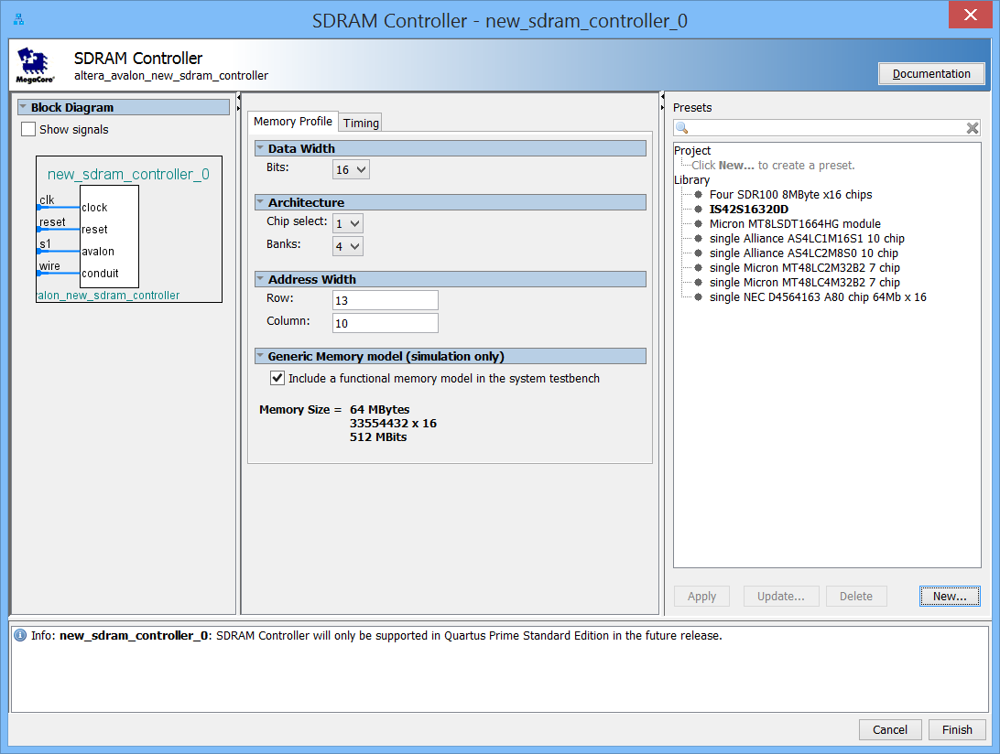 SDRAM Controller - new_sdram_controller_0
SDRAM Controller
altera_avalon_new_sdram_controller
MegaCore®
Documentation
Block Diagram
Show signals
new_sdram_controller_0
clk
clock
reset
reset
s1
avalon
wire
conduit
alon_new_sdram_controller
Memory Profile
Timing
Data Width
Bits: 16
Architecture
Chip select: 1
Banks: 4
Address Width
Row: 13
Column: 10
Generic Memory model (simulation only)
Include a functional memory model in the system testbench
Memory Size = 64 MBytes
33554432 x 16
512 MBits
Presets
Project
Click New... to create a preset.
Library
Four SDR100 8MByte x16 chips
IS42S16320D
Micron MT8LSDT1664HG module
single Alliance AS4LC1M16S1 10 chip
single Alliance AS4LC2M8S0 10 chip
single Micron MT48LC2M32B2 7 chip
single Micron MT48LC4M32B2 7 chip
single NEC D4564163 A80 chip 64Mb x 16
Apply
Update...
Delete
New...
Info: new_sdram_controller_0: SDRAM Controller will only be supported in Quartus Prime Standard Edition in the future release.
Cancel
Finish